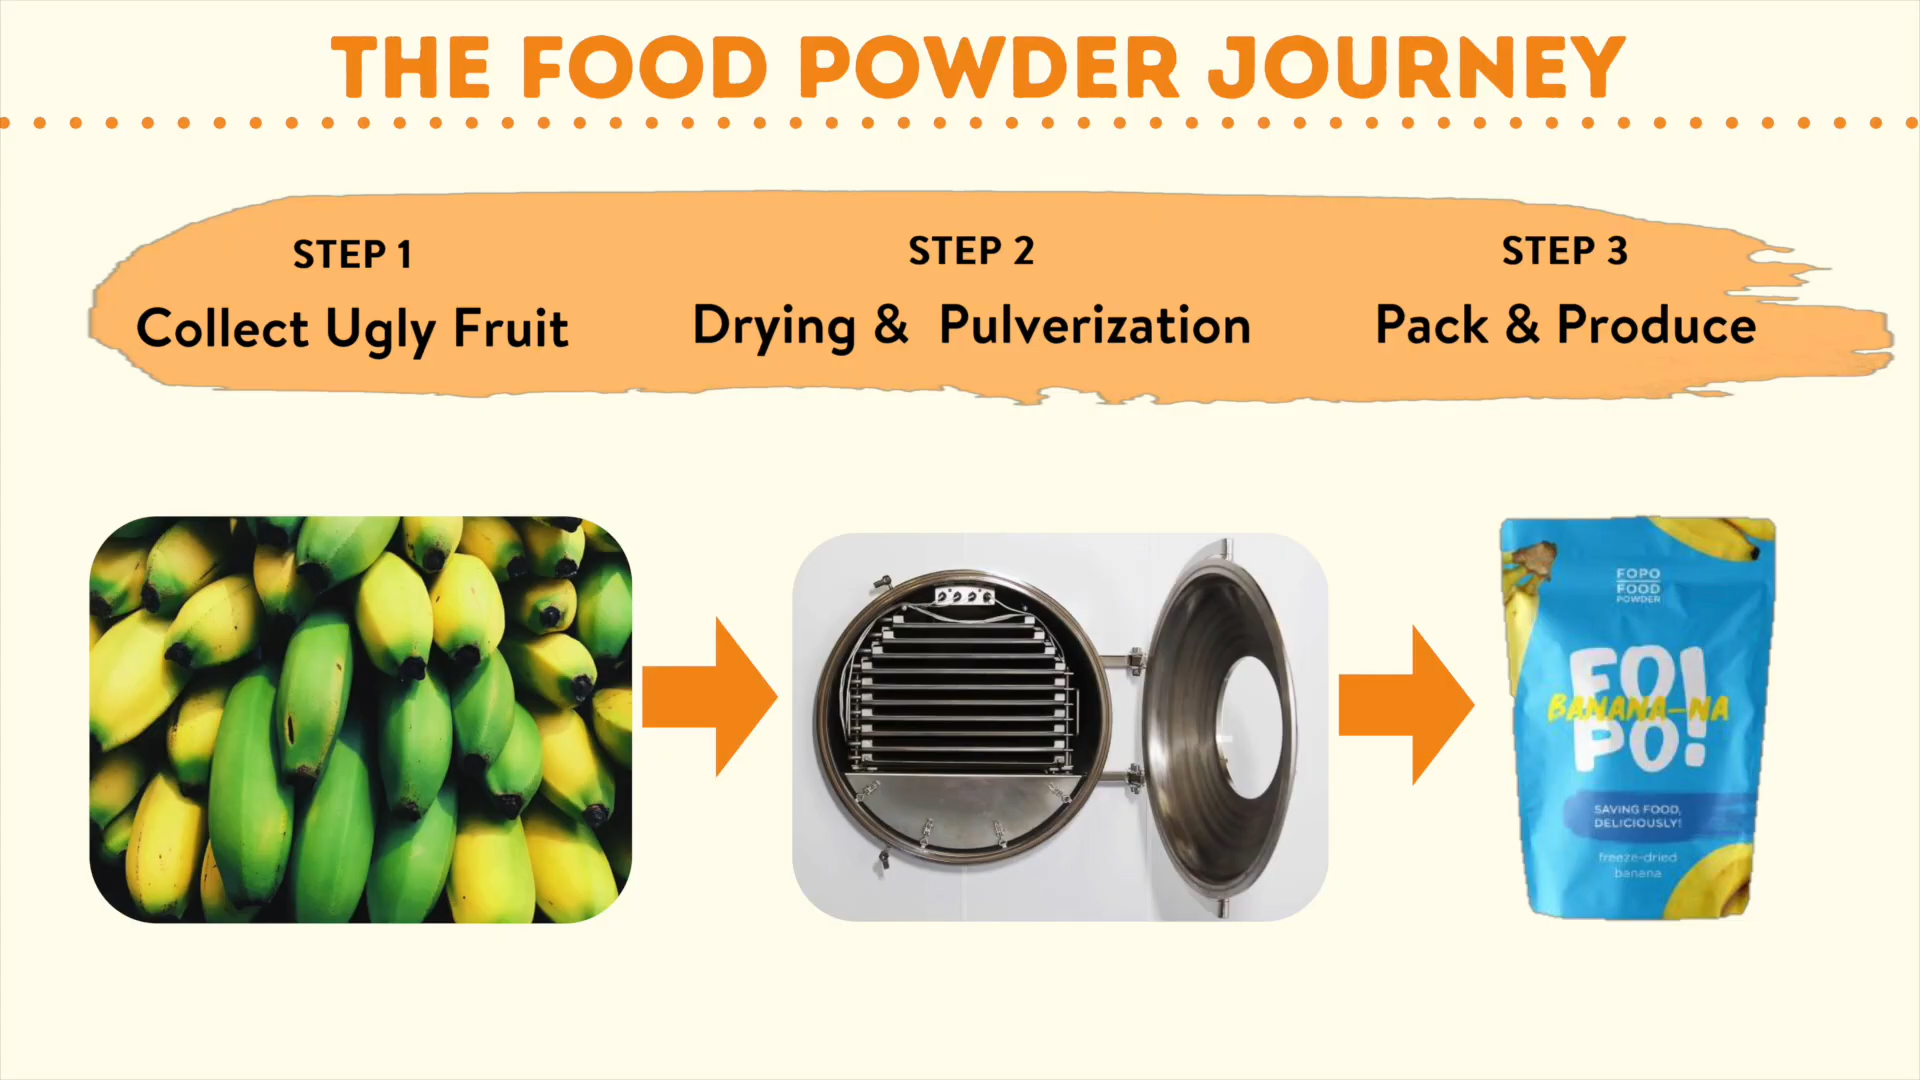 THE FOOD POWDER JOURNEY
STEP 1
Collect Ugly Fruit
STEP 2
Drying & Pulverization
STEP 3
Pack & Produce
FOPO
FOOD
POWDER
FO!
BANANA-NA
PO!
SAVING FOOD,
DELICIOUSLY!
freeze-dried
banana